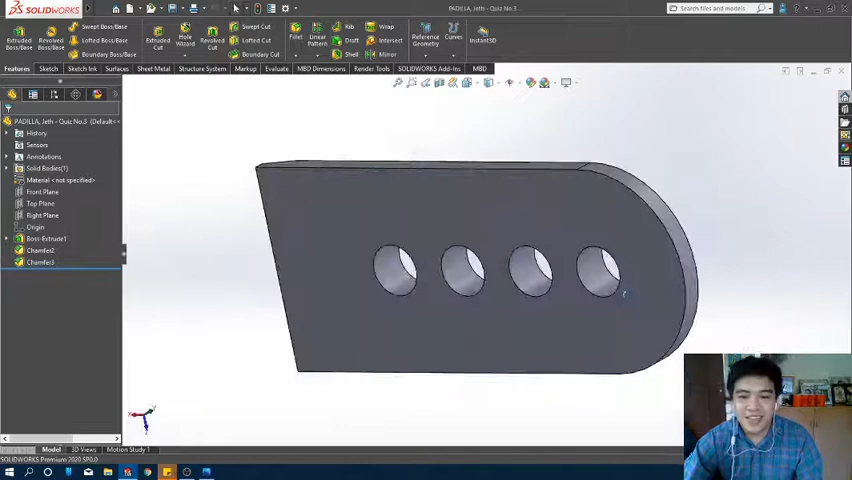 SOLIDWORKS
PADILLA, Jeth - Quiz No.3
Search files and models
Extruded Boss/Base
Revolved Boss/Base
Swept Boss/Base
Lofted Boss/Base
Boundary Boss/Base
Extruded Cut
Hole Wizard
Revolved Cut
Swept Cut
Lofted Cut
Boundary Cut
Fillet
Linear Pattern
Rib
Draft
Shell
Wrap
Intersect
Mirror
Reference Geometry
Curves
Instant3D
Features
Sketch
Ink Sketch
Surfaces
Sheet Metal
Structure System
Markup
Evaluate
MBD Dimensions
Render Tools
SOLIDWORKS Add-Ins
MBD
PADILLA, Jeth - Quiz No.3 (Default<<
History
Sensors
Annotations
Solid Bodies(1)
Material <not specified>
Front Plane
Top Plane
Right Plane
Origin
Boss-Extrude1
Chamfer2
Chamfer3
Model
3D Views
Motion Study 1
SOLIDWORKS Premium 2020 SP0.0